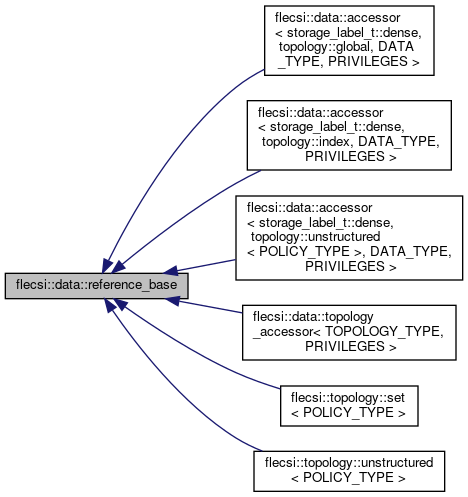 flecsi::data::accessor
< storage_label_t::dense,
topology::global, DATA
_TYPE, PRIVILEGES >
flecsi::data::accessor
< storage_label_t::dense,
topology::index, DATA_TYPE,
PRIVILEGES >
flecsi::data::accessor
< storage_label_t::dense,
topology::unstructured
< POLICY_TYPE >, DATA_TYPE,
PRIVILEGES >
flecsi::data::reference_base
flecsi::data::topology
_accessor< TOPOLOGY_TYPE,
PRIVILEGES >
flecsi::topology::set
< POLICY_TYPE >
flecsi::topology::unstructured
< POLICY_TYPE >